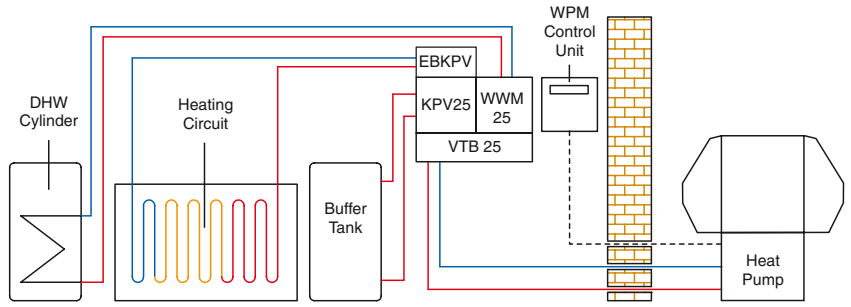 WPM
Control
Unit
EBKPV
KPV25
WWM
25
VTB 25
DHW
Cylinder
Heating
Circuit
Buffer
Tank
Heat
Pump